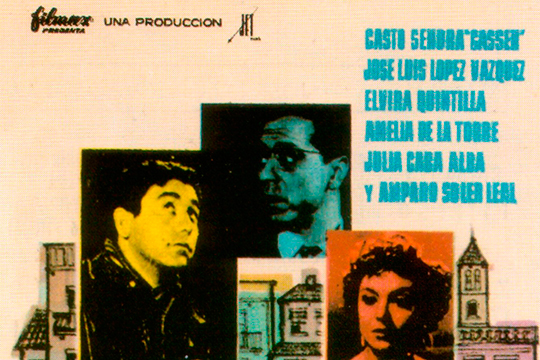 filmax
PRESENTA
UNA PRODUCCION
JET
CASTO SENDRA "CASSEN"
JOSE LUIS LOPEZ VAZQUEZ
ELVIRA QUINTILLA
AMELIA DE LA TORRE
JULIA CABA ALBA
Y AMPARO SOLER LEAL